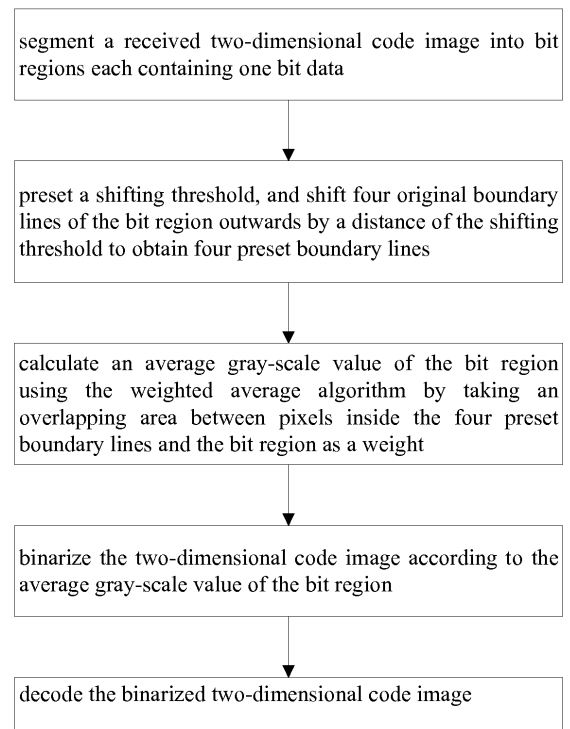 segment a received two-dimensional code image into bit
regions each containing one bit data
preset a shifting threshold, and shift four original boundary
lines of the bit region outwards by a distance of the shifting
threshold to obtain four preset boundary lines
calculate an average gray-scale value of the bit region
using the weighted average algorithm by taking an
overlapping area between pixels inside the four preset
boundary lines and the bit region as a weight
binarize the two-dimensional code image according to the
average gray-scale value of the bit region
decode the binarized two-dimensional code image